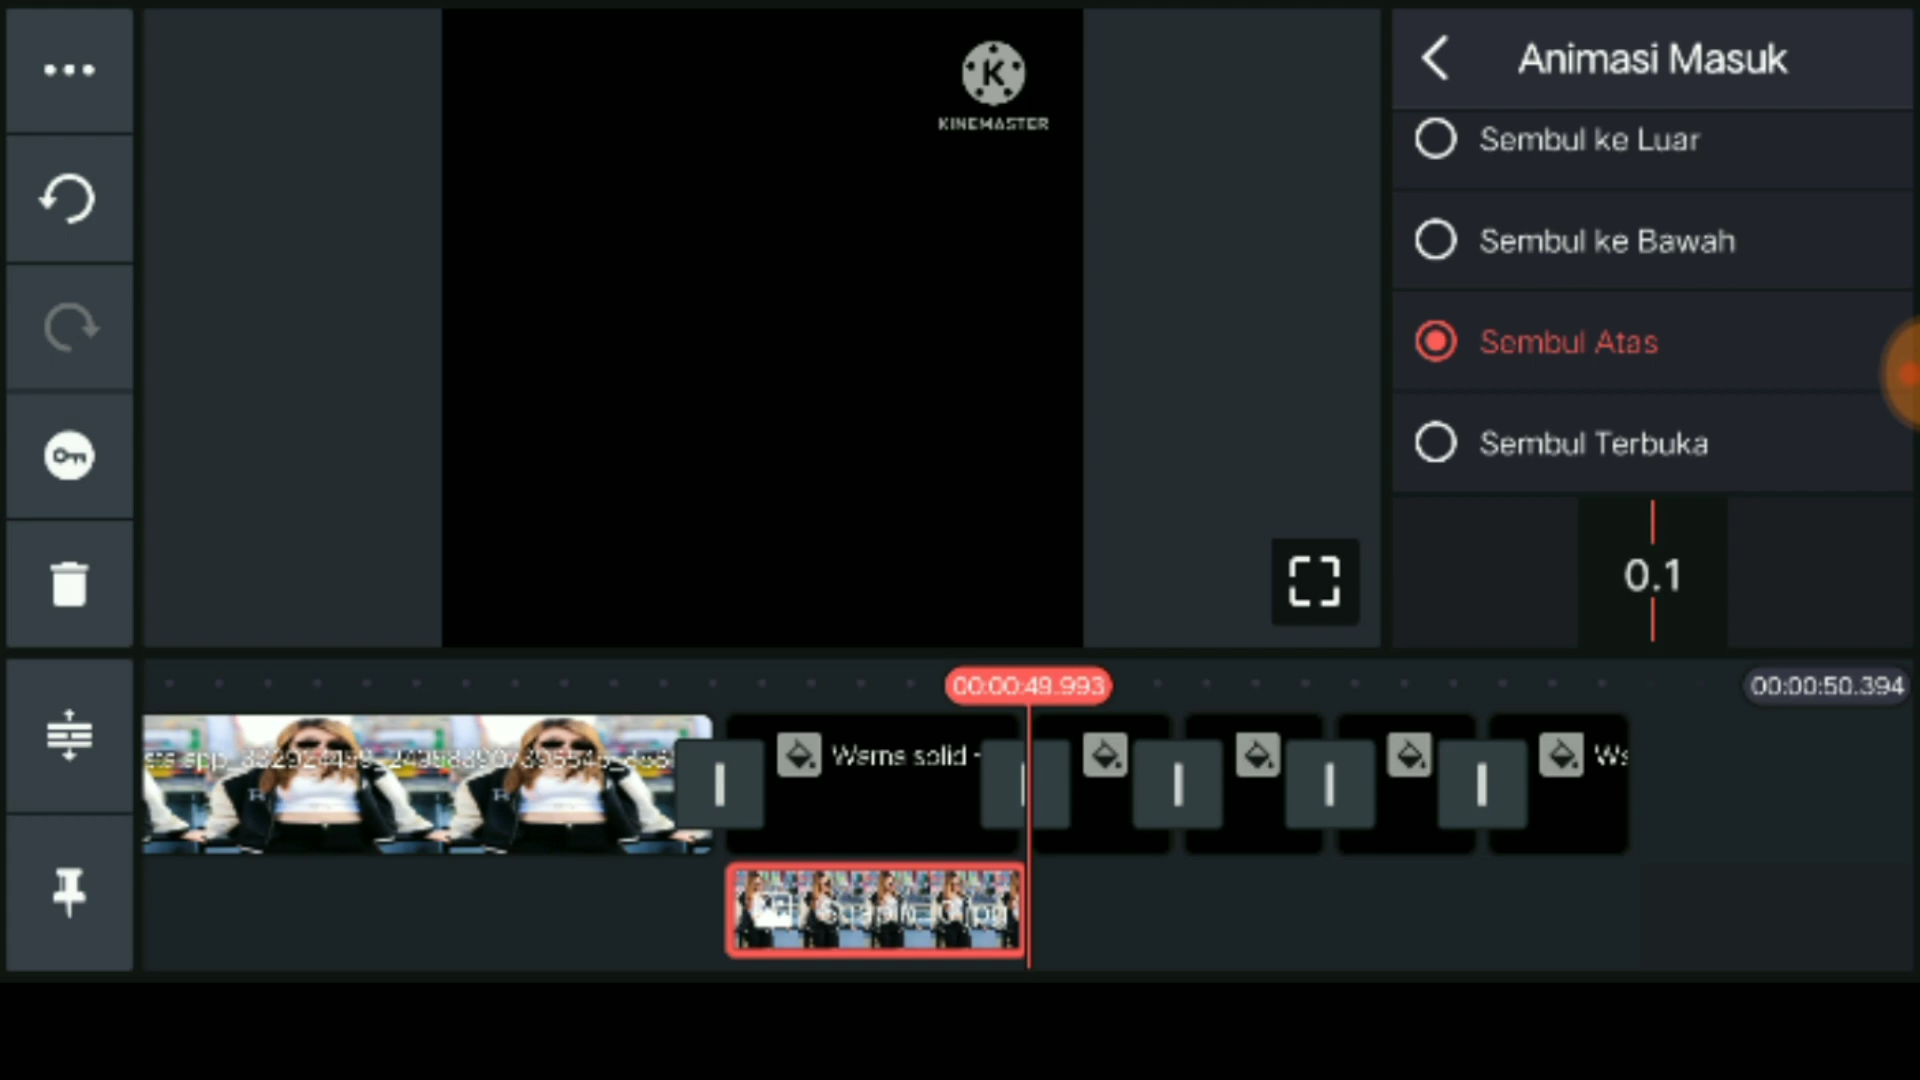 KINEMASTER
Animasi Masuk
Sembul ke Luar
Sembul ke Bawah
Sembul Atas
Sembul Terbuka
0.1
00:00:49.993
00:00:50.394
Warna solid -
Wa